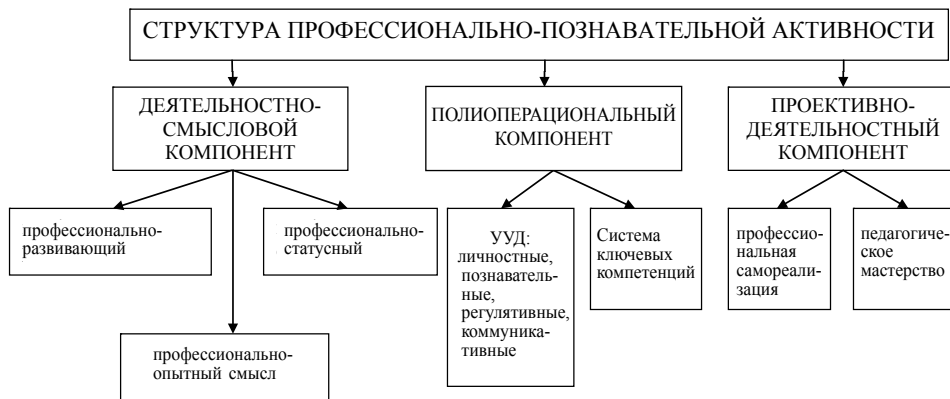 СТРУКТУРА ПРОФЕССИОНАЛЬНО-ПОЗНАВАТЕЛЬНОЙ АКТИВНОСТИ
ДЕЯТЕЛЬНОСТНО-
СМЫСЛОВОЙ
КОМПОНЕНТ
ПОЛИОПЕРАЦИОНАЛЬНЫЙ
КОМПОНЕНТ
ПРОЕКТИВНО-
ДЕЯТЕЛЬНОСТНЫЙ
КОМПОНЕНТ
профессионально-
развивающий
профессионально-
статусный
профессионально-
опытный смысл
УУД:
личностные,
познаватель-
ные,
регулятивные,
коммуника-
тивные
Система
ключевых
компетенций
професcио-
нальная
самореали-
зация
педагогиче-
ское
мастерство